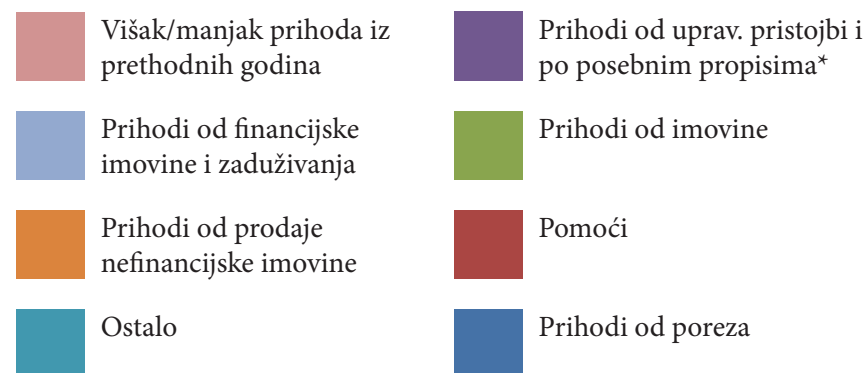 Višak/manjak prihoda iz
prethodnih godina
Prihodi od financijske
imovine i zaduživanja
Prihodi od prodaje
nefinancijske imovine
Ostalo
Prihodi od uprav. pristojbi i
po posebnim propisima*
Prihodi od imovine
Pomoći
Prihodi od poreza